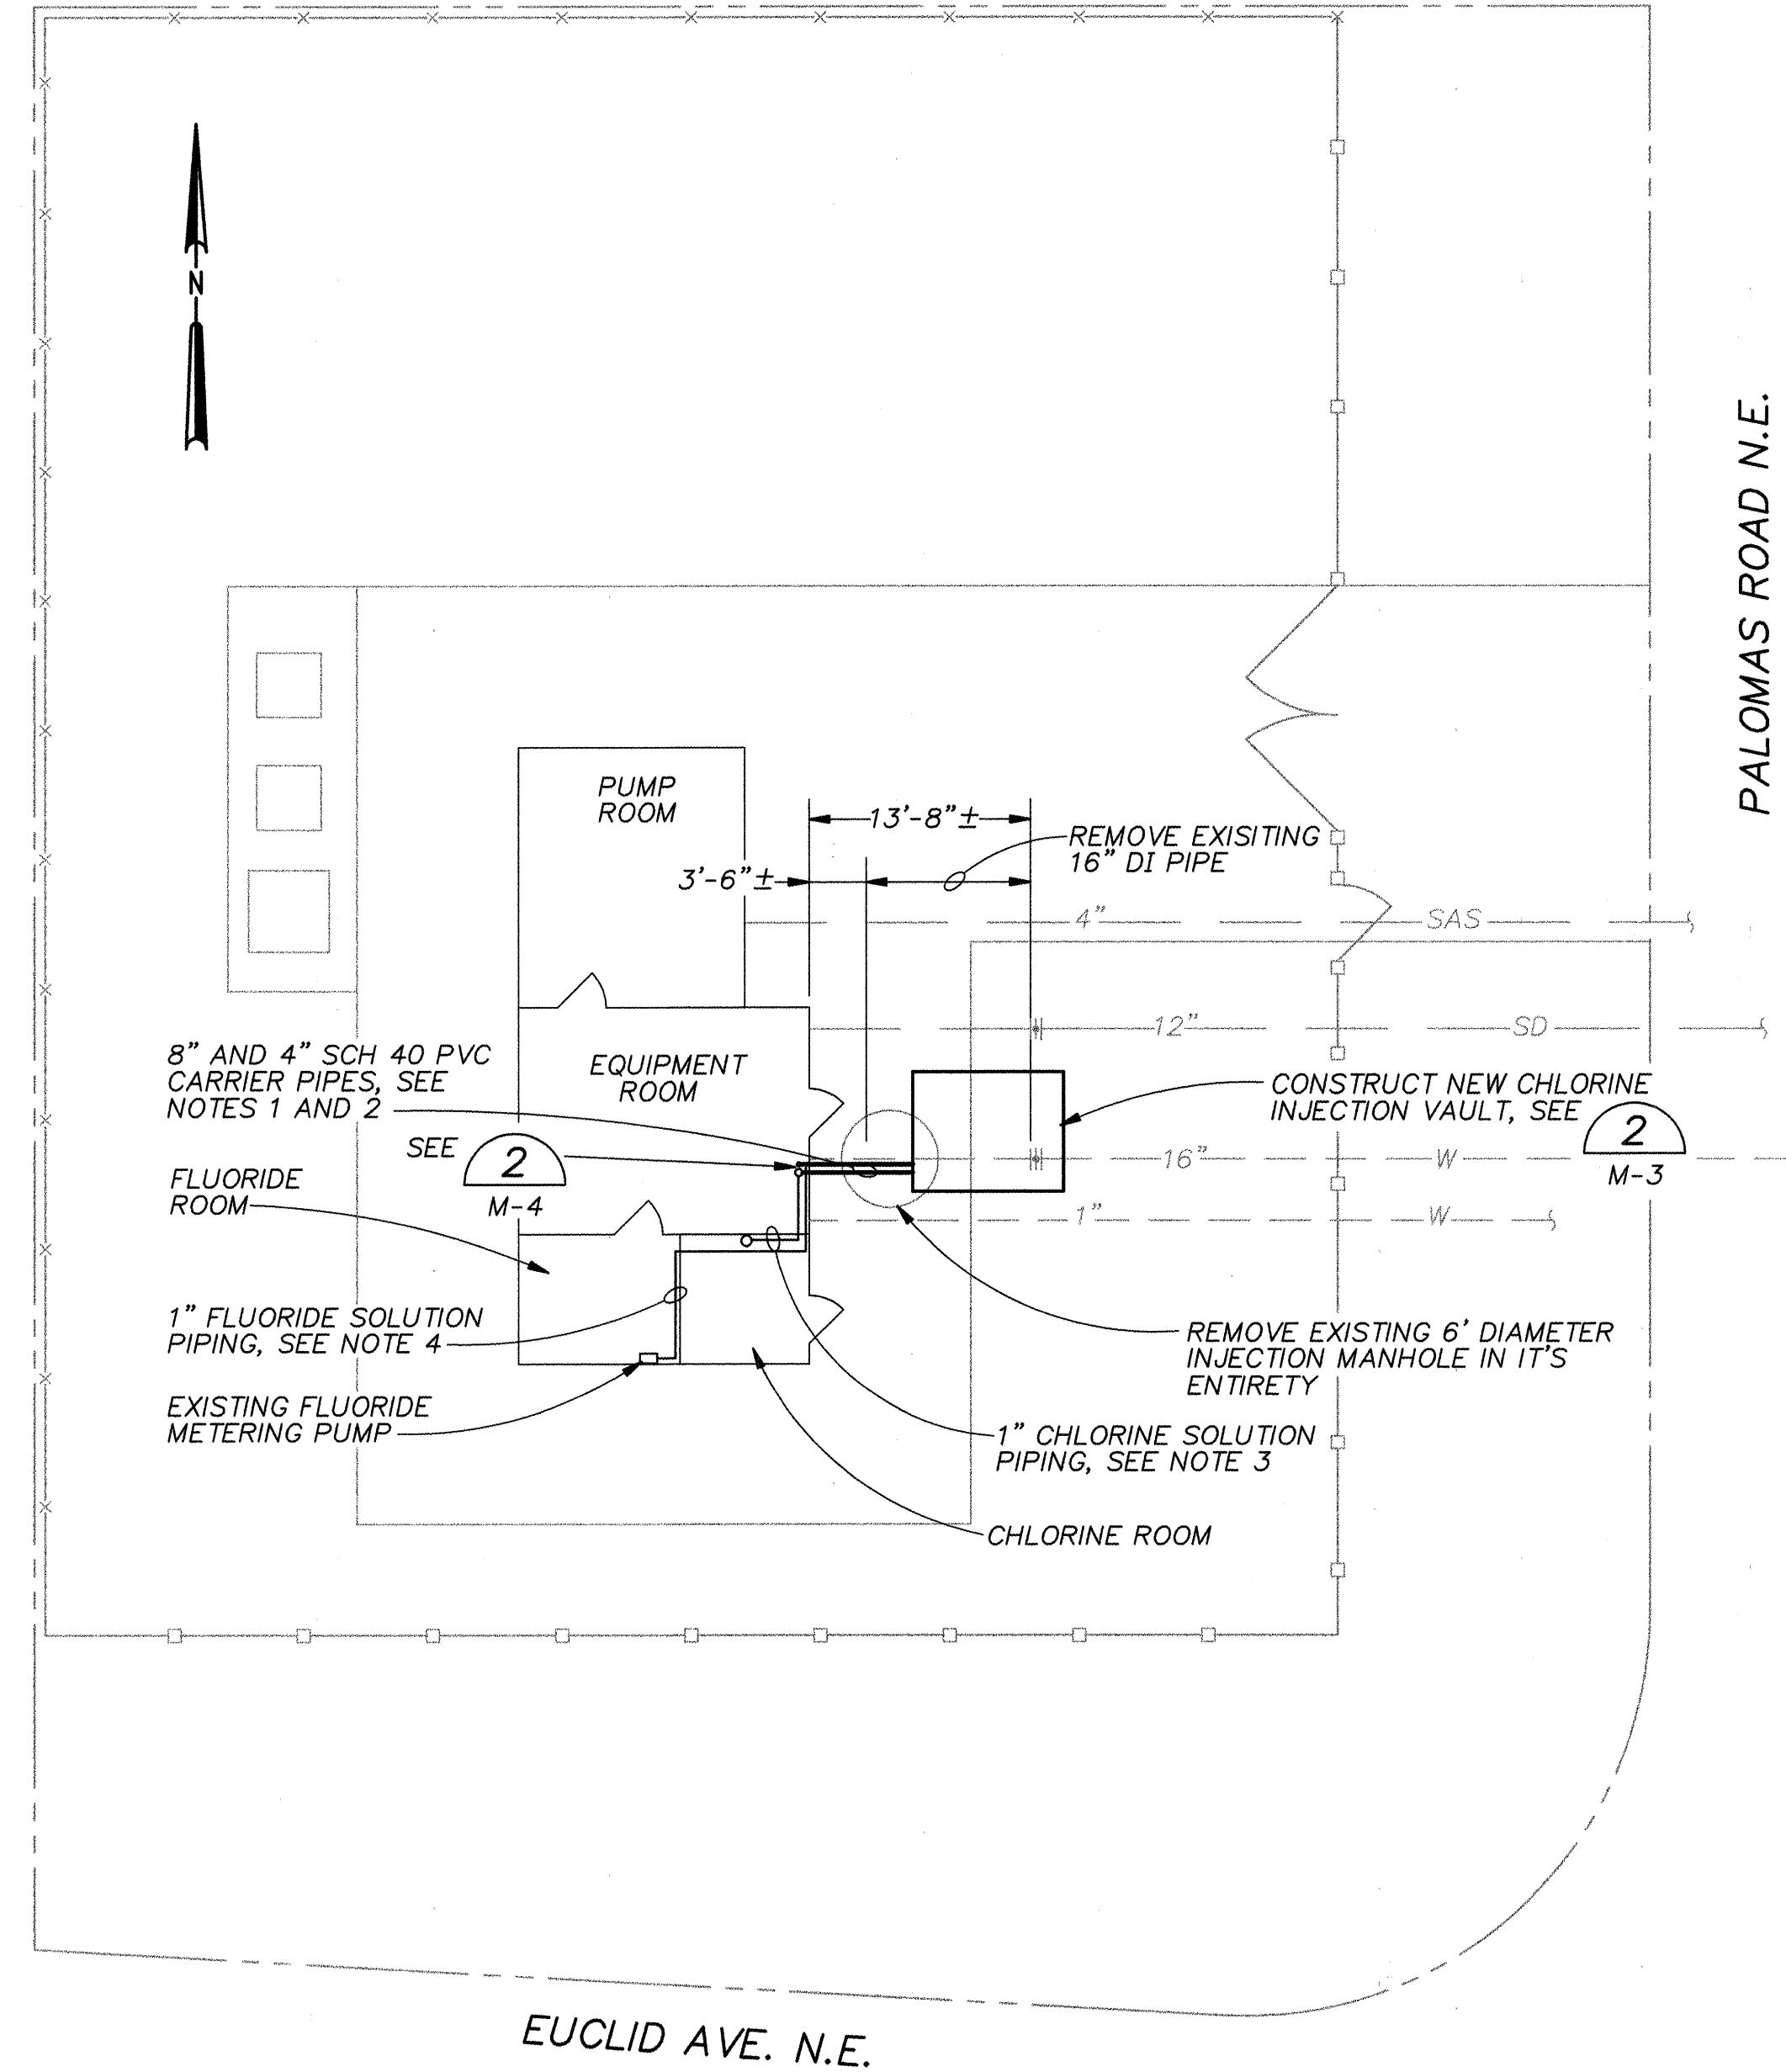 N
PALOMAS ROAD N.E.
PUMP
ROOM
13'-8"±
REMOVE EXISITING
16" DI PIPE
3'-6"±
4"
SAS
12"
SD
8" AND 4" SCH 40 PVC
CARRIER PIPES, SEE
NOTES 1 AND 2
EQUIPMENT
ROOM
CONSTRUCT NEW CHLORINE
INJECTION VAULT, SEE
2
M-3
SEE
2
M-4
16"
W
FLUORIDE
ROOM
1"
W
1" FLUORIDE SOLUTION
PIPING, SEE NOTE 4
REMOVE EXISTING 6' DIAMETER
INJECTION MANHOLE IN IT'S
ENTIRETY
EXISTING FLUORIDE
METERING PUMP
1" CHLORINE SOLUTION
PIPING, SEE NOTE 3
CHLORINE ROOM
EUCLID AVE. N.E.